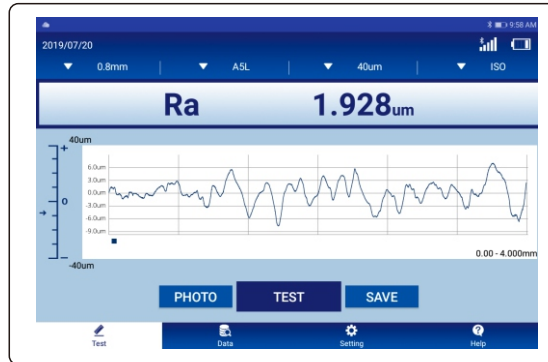 9:58 AM
2019/07/20
0.8mm A5L 40um ISO
Ra 1.928um
40um
+
6.0um
3.0um
0
0.0um
-3.0um
-6.0um
-9.0um
-
-40um
0.00 - 4.000mm
PHOTO TEST SAVE
Test Data Setting Help